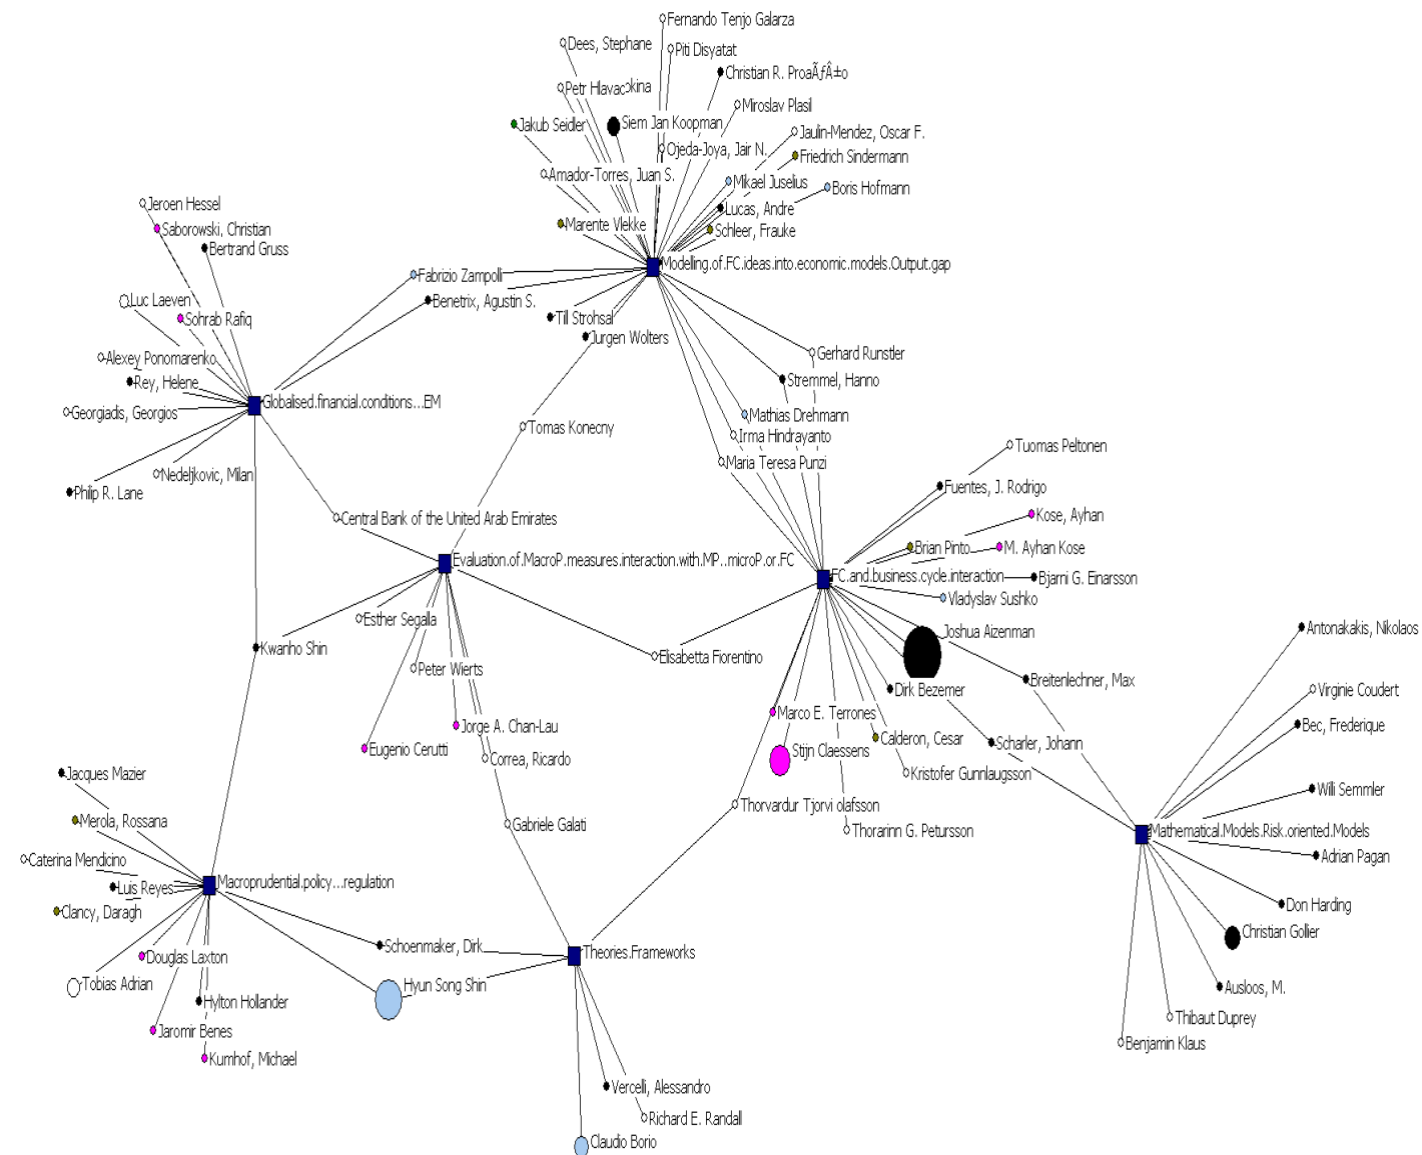 Fernando Tenjo Galarza
Dees, Stephane
Piti Disyatat
Christian R. ProaÃƒÂ±o
Petr Hlavac
okina
Miroslav Plasil
Jakub Seidler
Siem Jan Koopman
Jaulin-Mendez, Oscar F.
Ojeda-Joya, Jair N.
Friedrich Sindermann
Amador-Torres, Juan S.
Mikael Juselius
Boris Hofmann
Jeroen Hessel
Lucas, Andre
Saborowski, Christian
Marente Vlekke
Schleer, Frauke
Bertrand Gruss
Modelling.of.FC.ideas.into.economic.models.Output.gap
Fabrizio Zampolli
Luc Laeven
Benetrix, Agustin S.
Sohrab Rafiq
Till Strohsal
Jurgen Wolters
Alexey Ponomarenko
Gerhard Runstler
Rey, Helene
Stremmel, Hanno
Globalised.financial.conditions...EM
Georgiadis, Georgios
Mathias Drehmann
Tomas Konecny
Irma Hindrayanto
Tuomas Peltonen
Maria Teresa Punzi
Nedeljkovic, Milan
Fuentes, J. Rodrigo
Philip R. Lane
Kose, Ayhan
Central Bank of the United Arab Emirates
Brian Pinto
M. Ayhan Kose
Evaluation.of.MacroP.measures.interaction.with.MP..microP.or.FC
FC.and.business.cycle.interaction
Bjarni G. Einarsson
Vladyslav Sushko
Esther Segalla
Joshua Aizenman
Antonakakis, Nikolaos
Kwanho Shin
Elisabetta Fiorentino
Peter Wierts
Breitenlechner, Max
Dirk Bezemer
Virginie Coudert
Marco E. Terrones
Jorge A. Chan-Lau
Bec, Frederique
Calderon, Cesar
Scharler, Johann
Eugenio Cerutti
Stijn Claessens
Correa, Ricardo
Jacques Mazier
Kristofer Gunnlaugsson
Willi Semmler
Thorvardur Tjorvi olafsson
Merola, Rossana
Gabriele Galati
Thorarinn G. Petursson
Mathematical.Models.Risk.oriented.Models
Caterina Mendicino
Adrian Pagan
Macroprudential.policy...regulation
Luis Reyes
Don Harding
Clancy, Daragh
Christian Gollier
Schoenmaker, Dirk
Theories.Frameworks
Douglas Laxton
Tobias Adrian
Hyun Song Shin
Ausloos, M.
Hylton Hollander
Thibaut Duprey
Jaromir Benes
Benjamin Klaus
Kumhof, Michael
Vercelli, Alessandro
Richard E. Randall
Claudio Borio